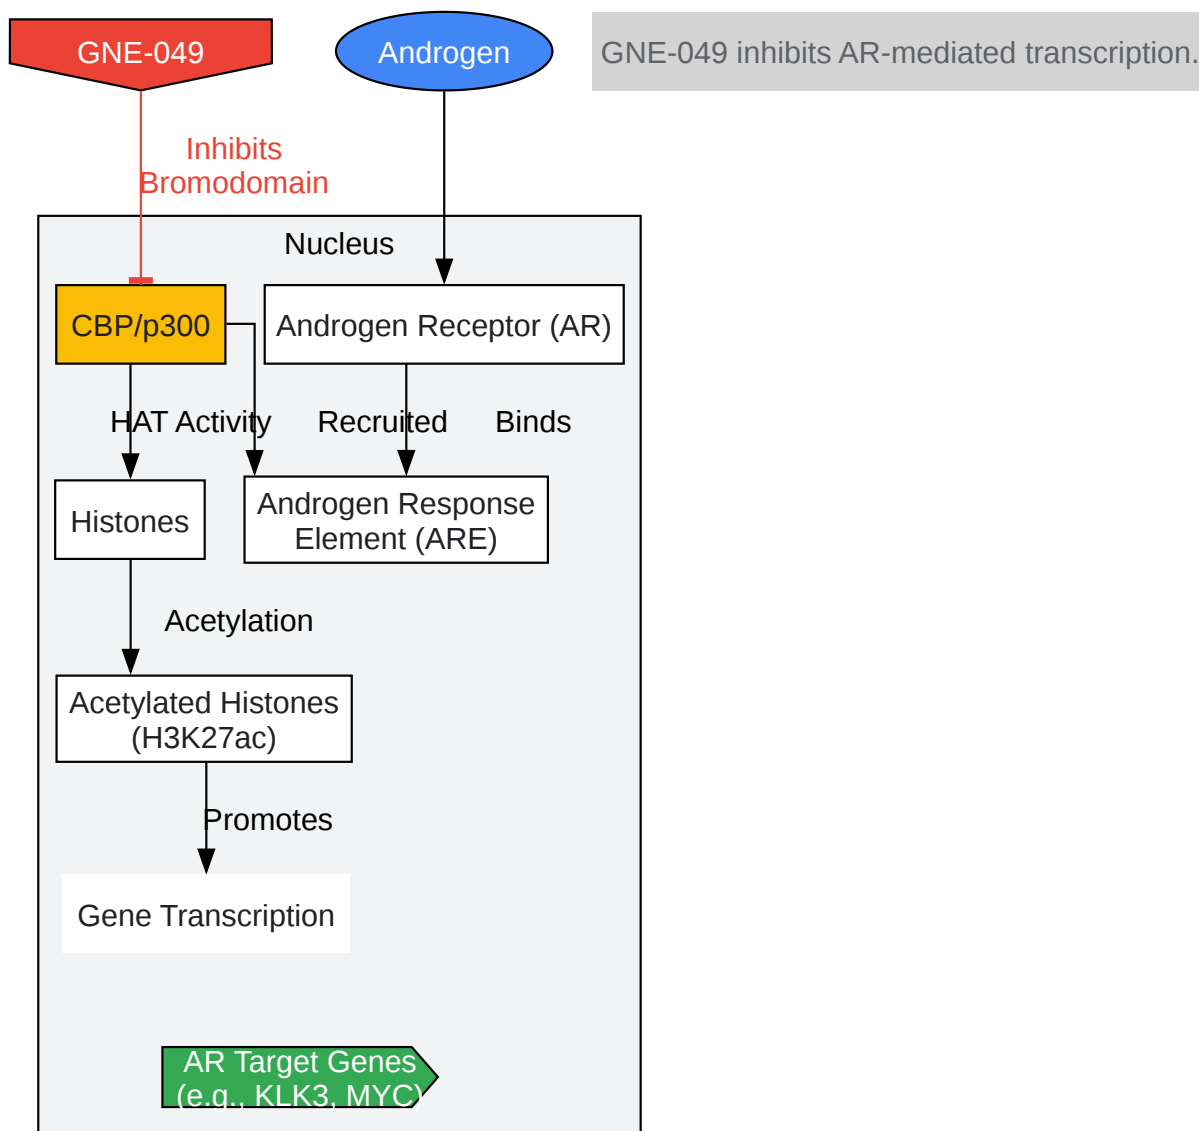 GNE-049
Androgen
GNE-049 inhibits AR-mediated transcription.
Inhibits
Bromodomain
Nucleus
CBP/p300
Androgen Receptor (AR)
HAT Activity
Recruited
Binds
Histones
Androgen Response
Element (ARE)
Acetylation
Acetylated Histones
(H3K27ac)
Promotes
Gene Transcription
AR Target Genes
(e.g., KLK3, MYC)